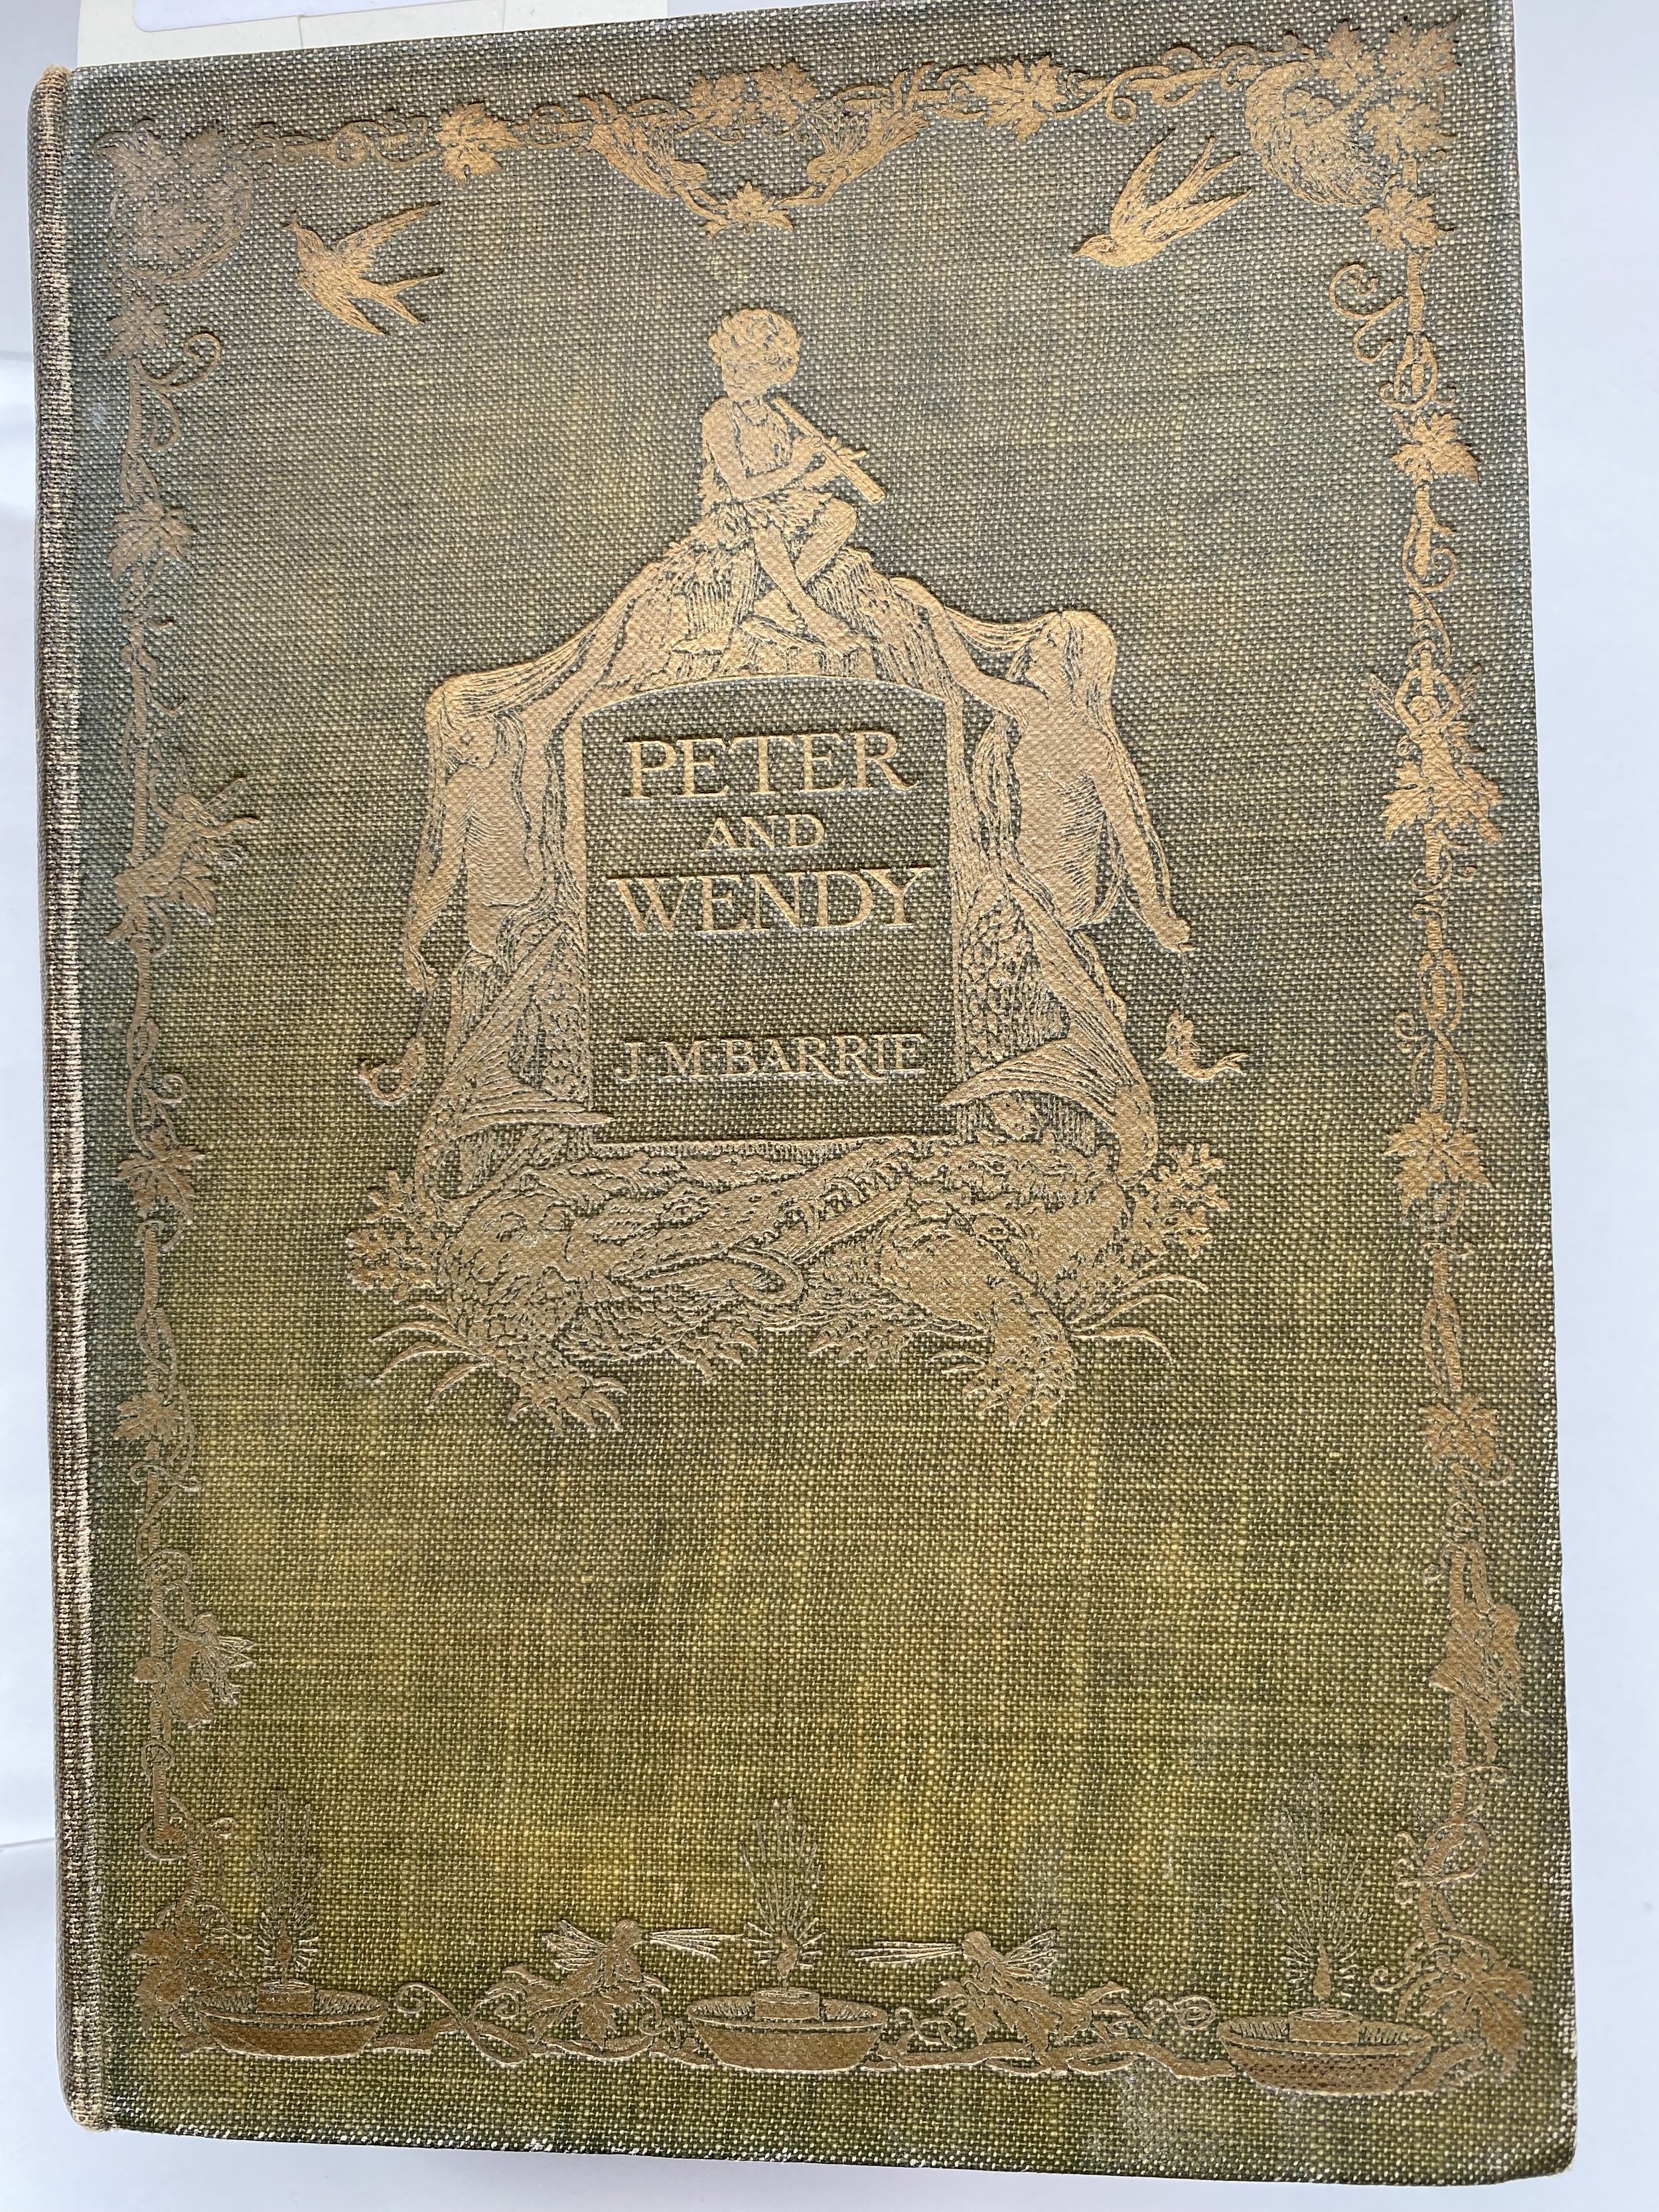 PETER
AND
WENDY
J. M. BARRIE